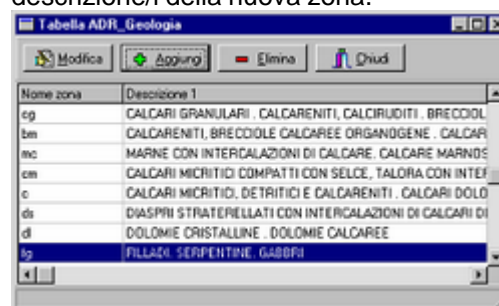 descrizione/i della nuova zona.
Tabella ADR_Geologia
Modifica Aggiungi Elimina Chiudi
Nome zona Descrizione 1
cg CALCARI GRANULARI . CALCARENITI, CALCIRUDITI . BRECCIOL
bm CALCARENITI, BRECCIOLE CALCAREE ORGANOGENE . CALCAR
mc MARNE CON INTERCALAZIONI DI CALCARE, CALCARE MARNOS
cm CALCARI MICRITICI COMPATTI CON SELCE, TALORA CON INTER
c CALCARI MICRITICI, DETRITICI E CALCARENITI . CALCARI DOLO
ds DIASPRI STRATERELLATI CON INTERCALAZIONI DI CALCARI DI
dl DOLOMIE CRISTALLINE . DOLOMIE CALCAREE
fg FILLADI, SERPENTINE, GABBRI